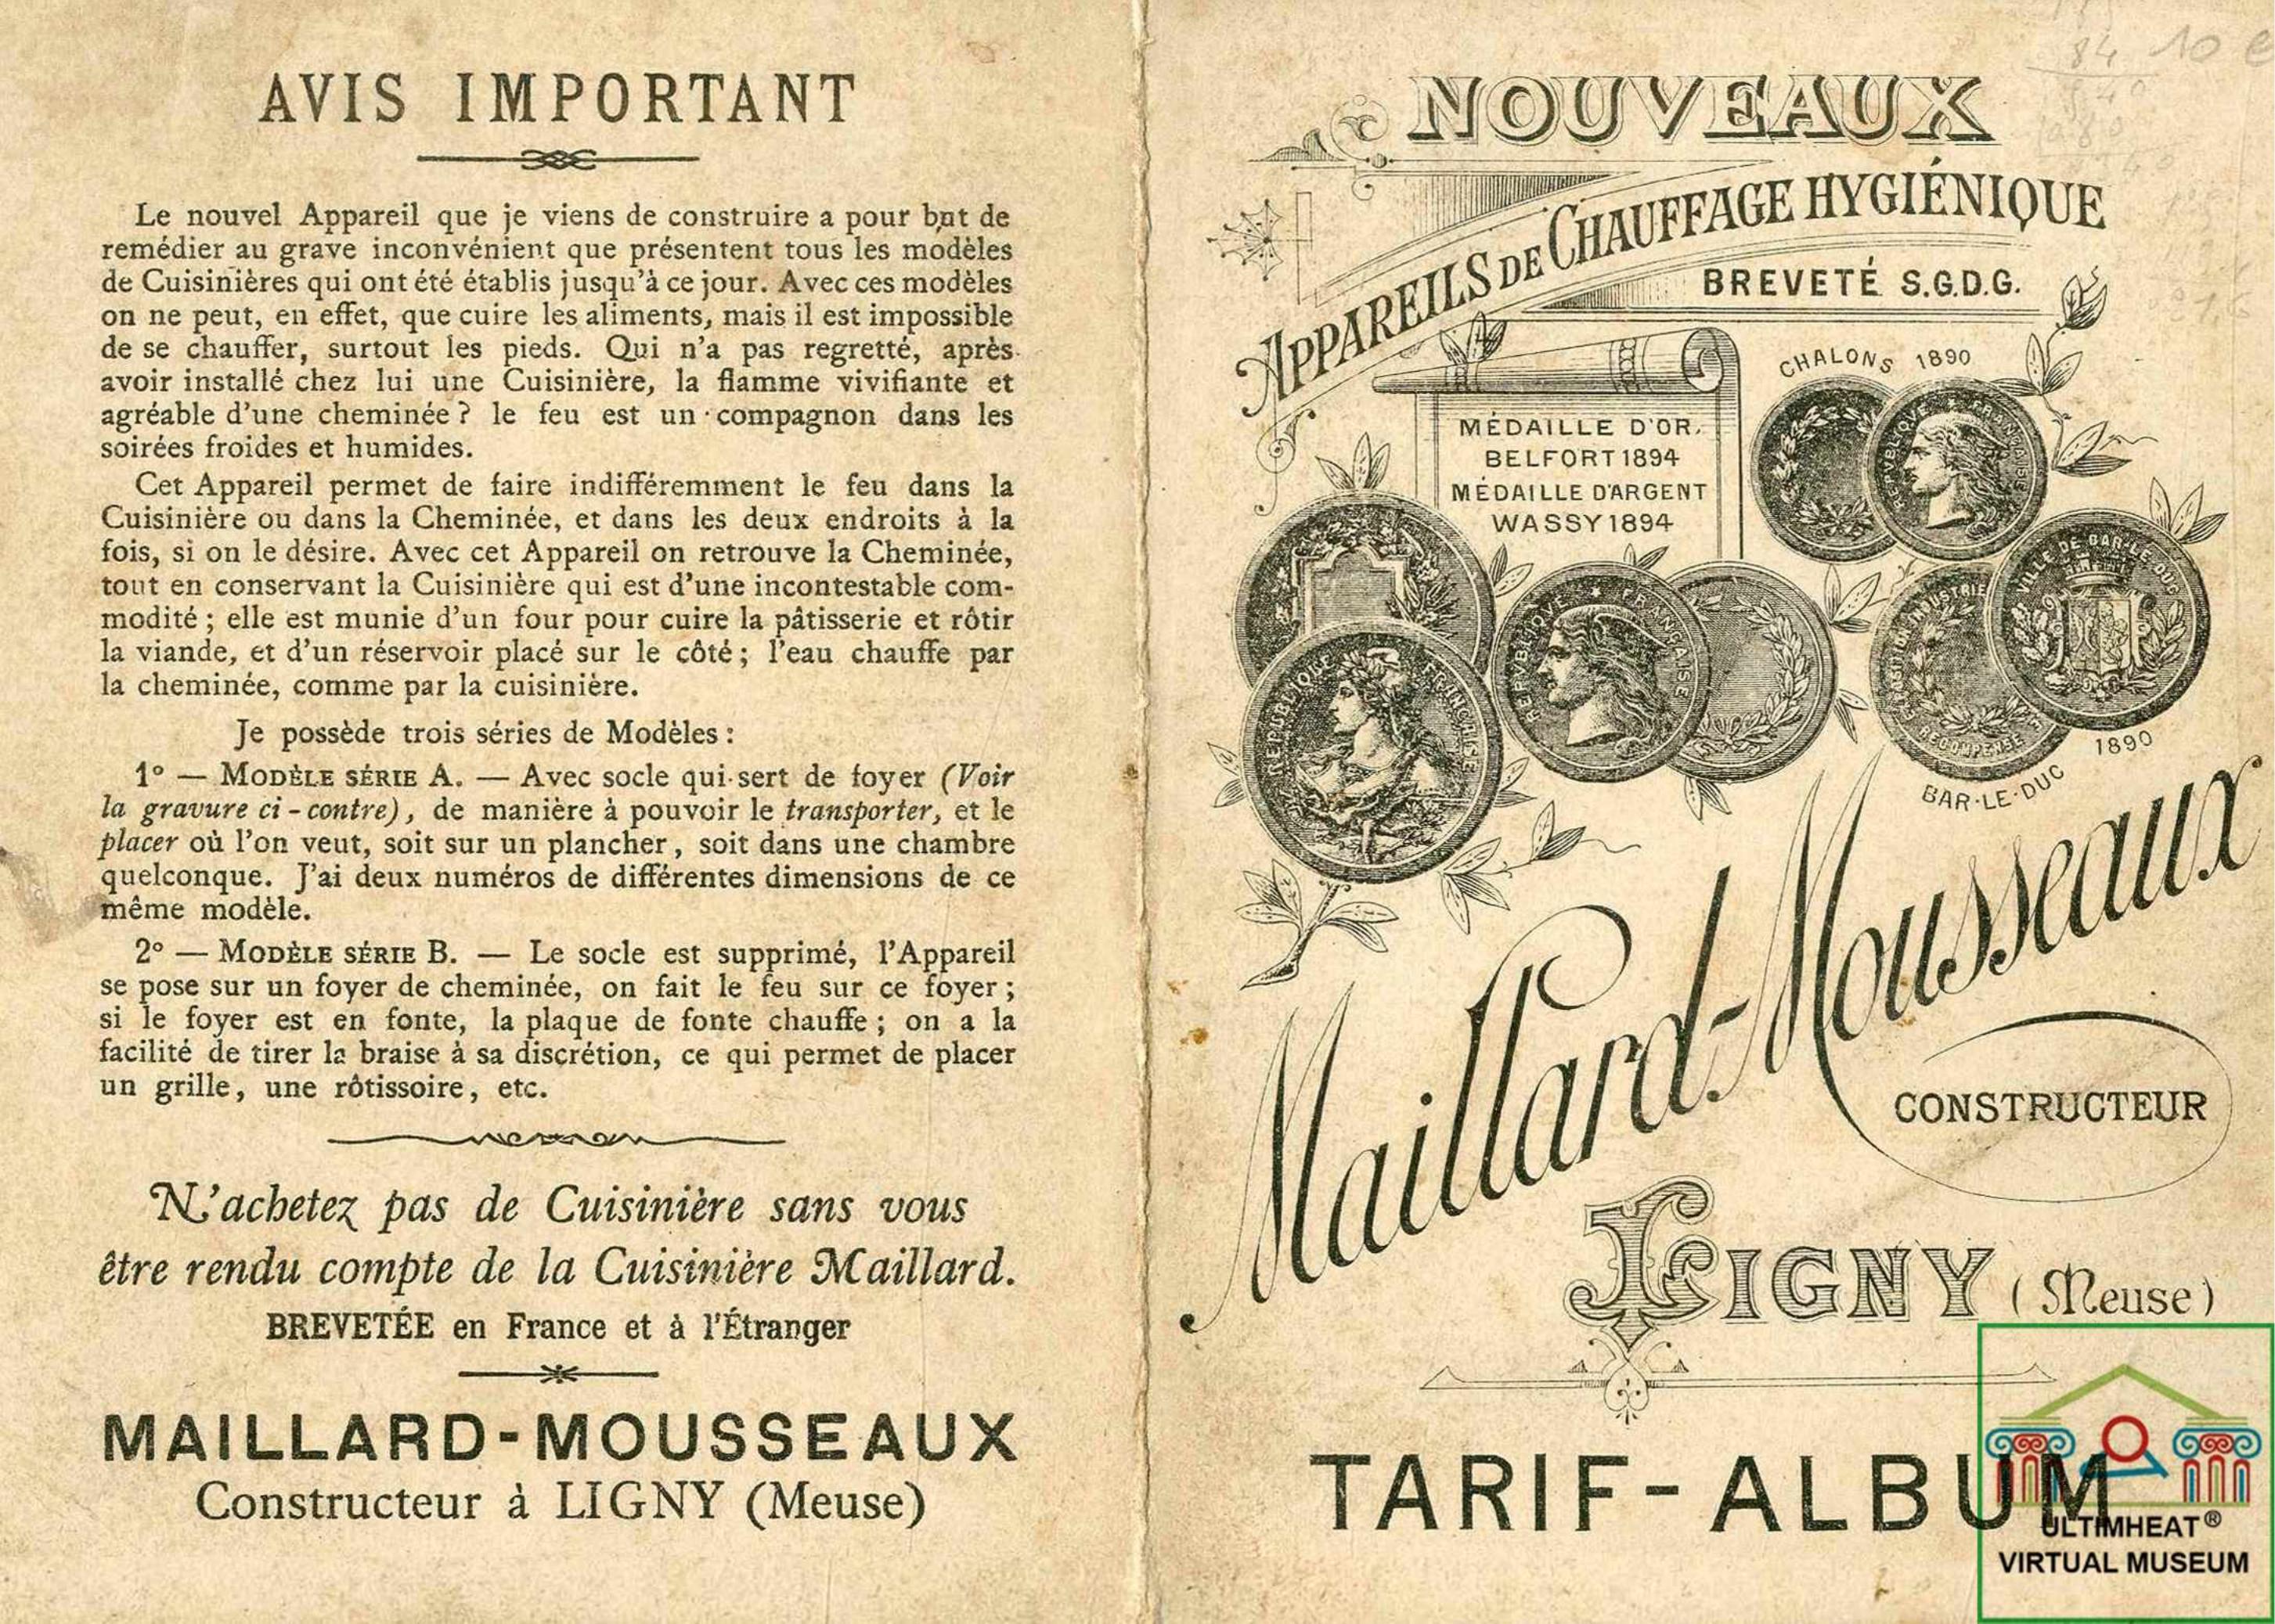 AVIS IMPORTANT
Le nouvel Appareil que je viens de construire a pour but de
remédier au grave inconvénient que présentent tous les modèles
de Cuisinières qui ont été établis jusqu'à ce jour. Avec ces modèles
on ne peut, en effet, que cuire les aliments, mais il est impossible
de se chauffer, surtout les pieds. Qui n'a pas regretté, après
avoir installé chez lui une Cuisinière, la flamme vivifiante et
agréable d'une cheminée ? le feu est un compagnon dans les
soirées froides et humides.
Cet Appareil permet de faire indifféremment le feu dans la
Cuisinière ou dans la Cheminée, et dans les deux endroits à la
fois, si on le désire. Avec cet Appareil on retrouve la Cheminée,
tout en conservant la Cuisinière qui est d'une incontestable com-
modité ; elle est munie d'un four pour cuire la pâtisserie et rôtir
la viande, et d'un réservoir placé sur le côté ; l'eau chauffe par
la cheminée, comme par la cuisinière.
Je possède trois séries de Modèles :
1° — MODÈLE SÉRIE A. — Avec socle qui sert de foyer (Voir
la gravure ci-contre), de manière à pouvoir le transporter, et le
placer où l'on veut, soit sur un plancher, soit dans une chambre
quelconque. J'ai deux numéros de différentes dimensions de ce
même modèle.
2° — MODÈLE SÉRIE B. — Le socle est supprimé, l'Appareil
se pose sur un foyer de cheminée, on fait le feu sur ce foyer ;
si le foyer est en fonte, la plaque de fonte chauffe ; on a la
facilité de tirer la braise à sa discrétion, ce qui permet de placer
un grille, une rôtissoire, etc.
N'achetez pas de Cuisinière sans vous
être rendu compte de la Cuisinière Maillard.
BREVETÉE en France et à l'Étranger
MAILLARD-MOUSSEAUX
Constructeur à LIGNY (Meuse)
10 e
84
NOUVEAUX
APPAREILS DE CHAUFFAGE HYGIÉNIQUE
BREVETÉ S.G.D.G.
CHALONS 1890
MÉDAILLE D'OR.
BELFORT 1894
MÉDAILLE D'ARGENT
WASSY 1894
REPUBLIQUE FRANÇAISE
VILLE DE BAR-LE-DUC
REPUBLIQUE * FRANÇAISE
INDUSTRIE
RÉCOMPENSE
REPUBLIQUE FRANÇAISE
BAR-LE-DUC 1890
Maillard-Mousseaux
CONSTRUCTEUR
LIGNY (Meuse)
TARIF-ALBUM
ULTIMHEAT®
VIRTUAL MUSEUM